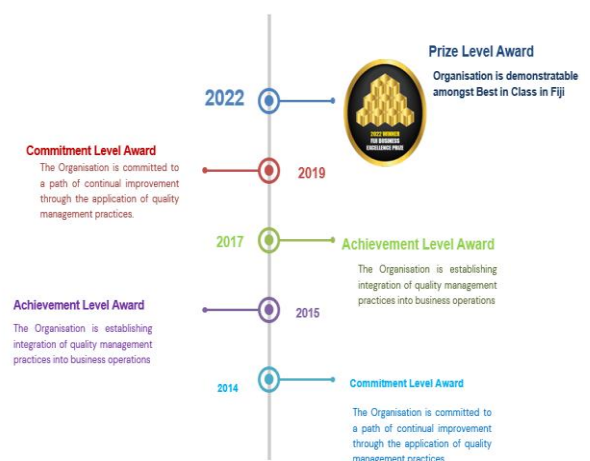 Prize Level Award
Organisation is demonstratable
amongst Best in Class in Fiji
2022
2022 WINNER
FIJI BUSINESS
EXCELLENCE PRIZE
Commitment Level Award
The Organisation is committed to
a path of continual improvement
through the application of quality
management practices.
2019
2017
Achievement Level Award
The Organisation is establishing
integration of quality management
practices into business operations
Achievement Level Award
The Organisation is establishing
integration of quality management
practices into business operations
2015
2014
Commitment Level Award
The Organisation is committed to
a path of continual improvement
through the application of quality
management practices